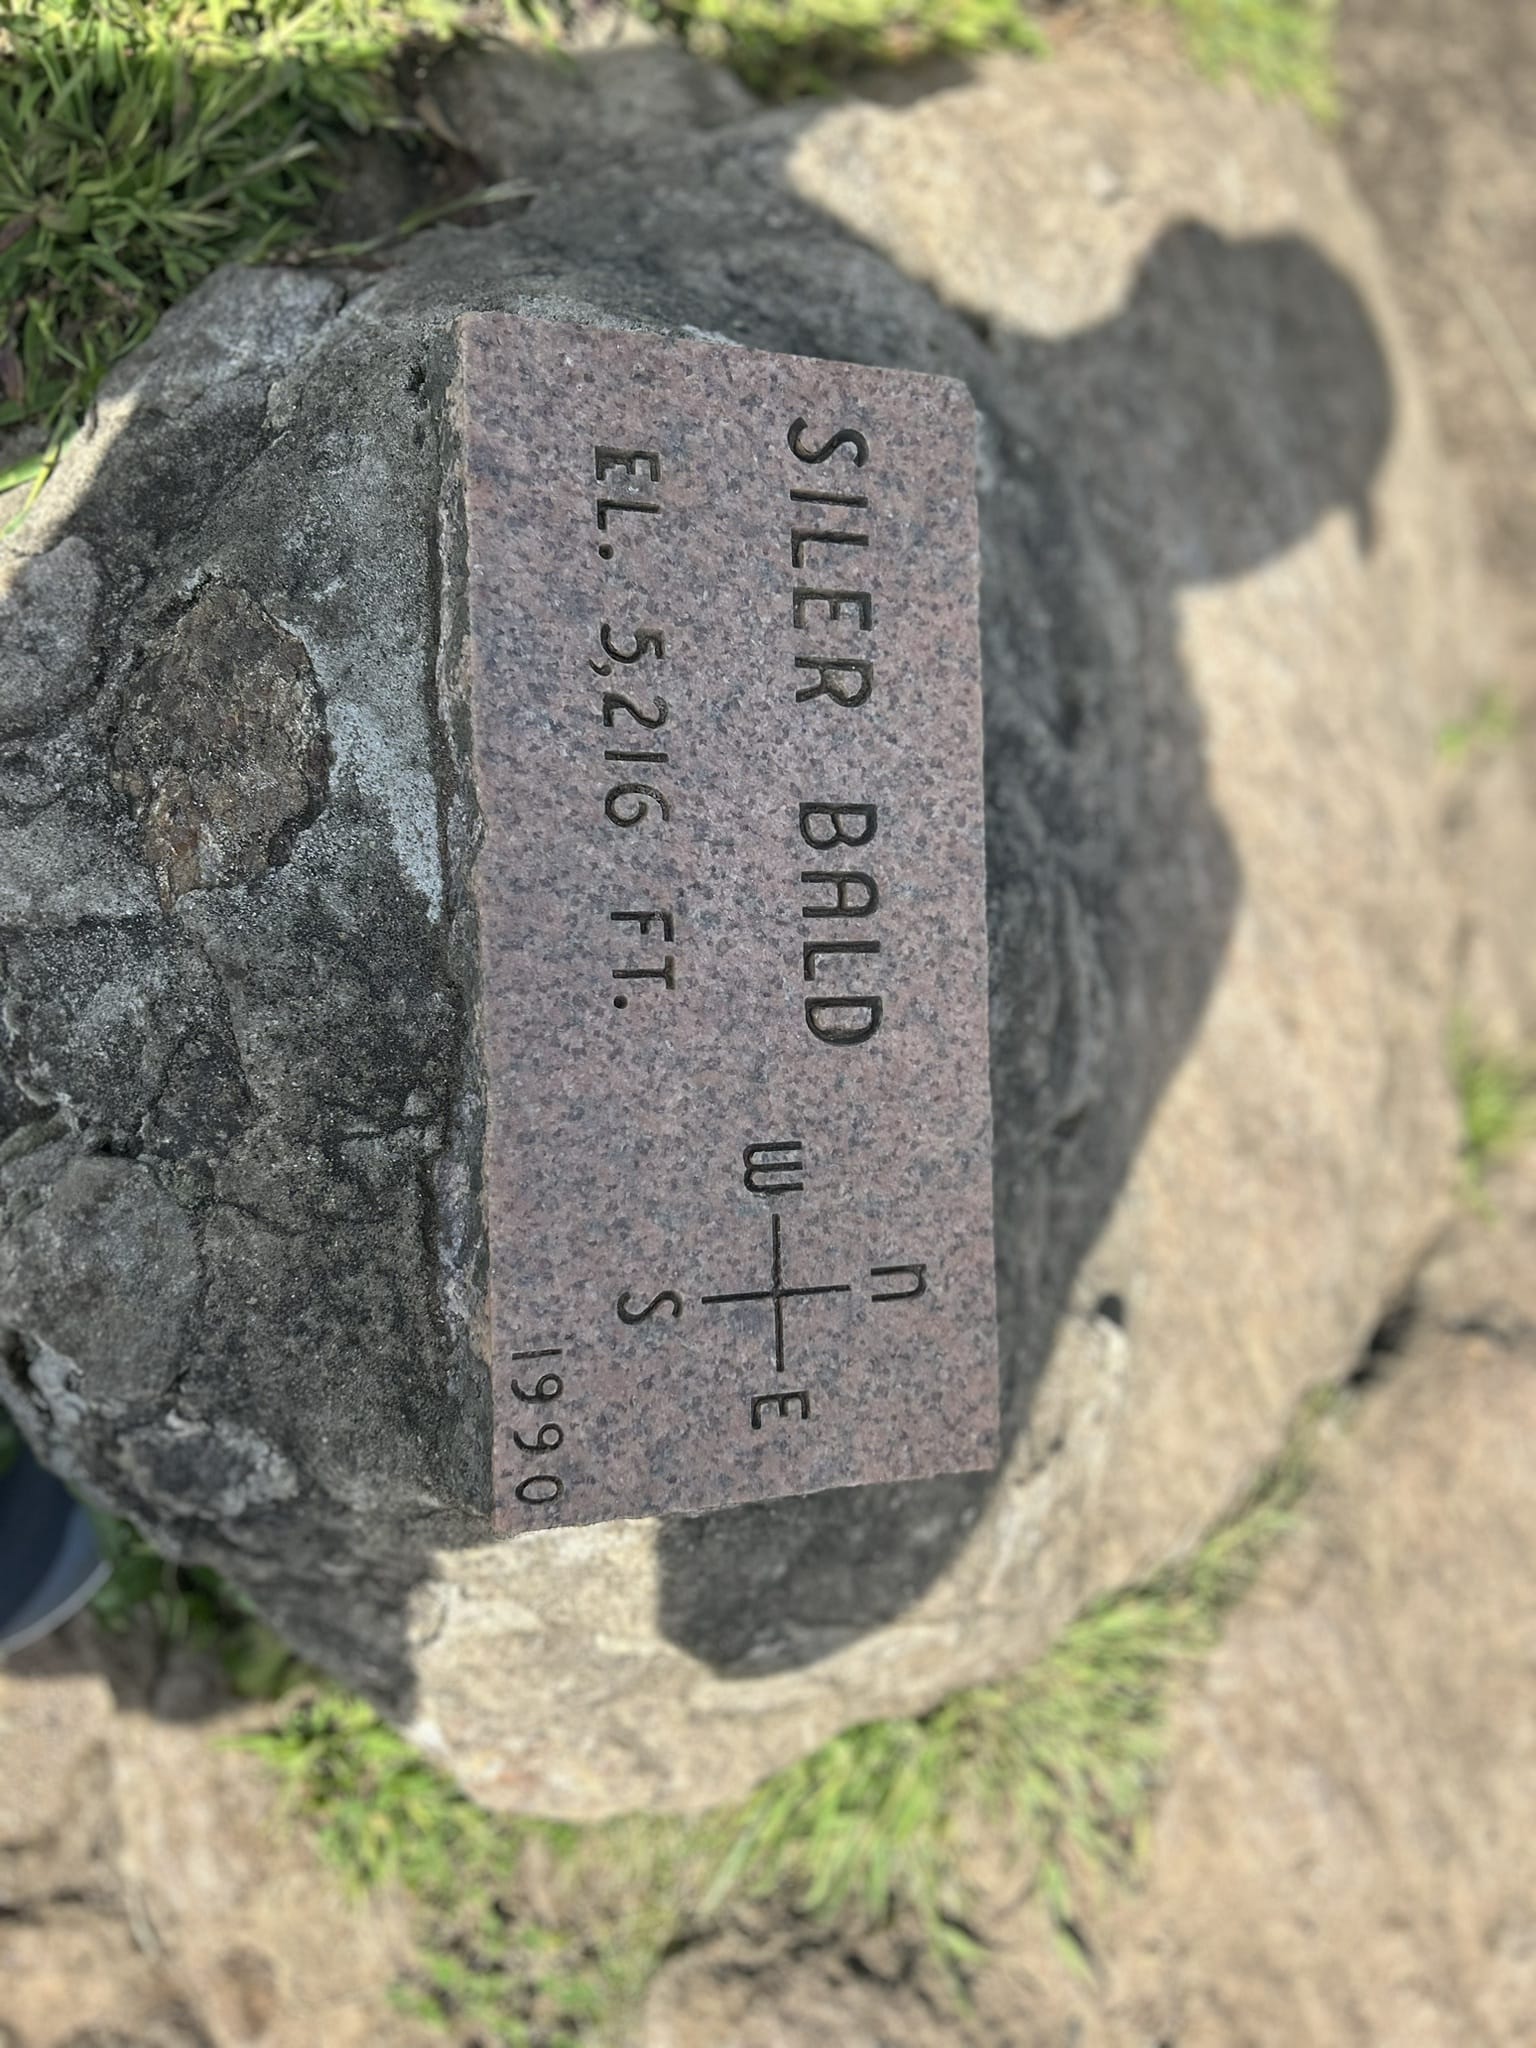 SILER BALD
EL. 5,216 FT.
n
W E
S
1990